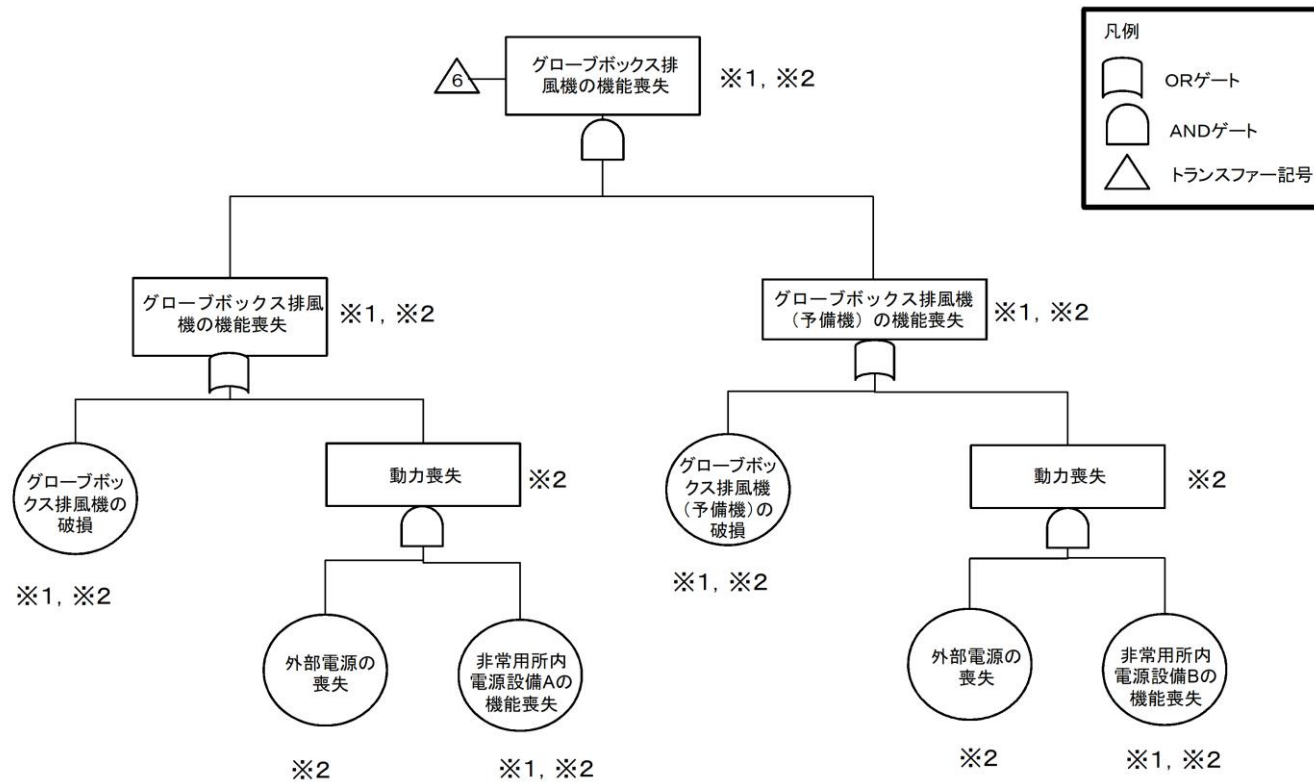 凡例
ORゲート
ANDゲート
トランスファー記号
6
グローブボックス排
風機の機能喪失
※1, ※2
グローブボックス排風
機の機能喪失
※1, ※2
グローブボックス排風機
（予備機）の機能喪失
※1, ※2
グローブボッ
クス排風機の
破損
※1, ※2
動力喪失
※2
グローブボッ
クス排風機
（予備機）の
破損
※1, ※2
動力喪失
※2
外部電源の
喪失
※2
非常用所内
電源設備Aの
機能喪失
※1, ※2
外部電源の
喪失
※2
非常用所内
電源設備Bの
機能喪失
※1, ※2